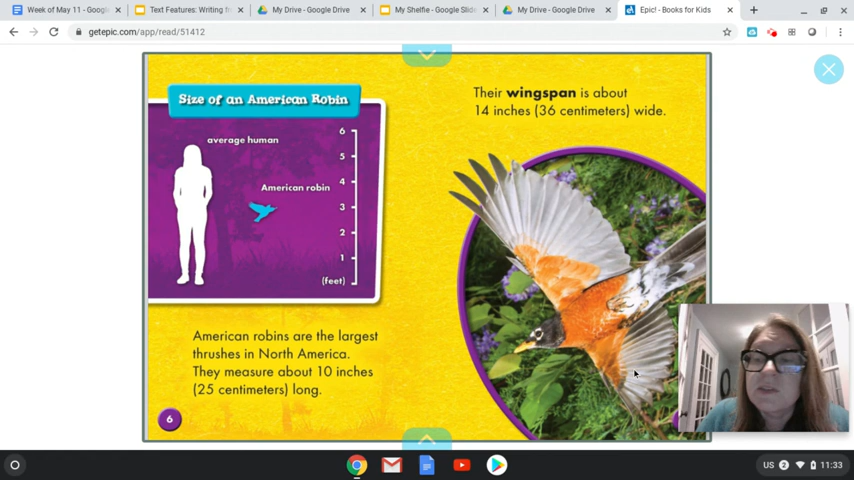 Week of May 11 - Googl
Text Features: Writing fr
My Drive - Google Drive
My Shelfie - Google Slid
My Drive - Google Drive
Epic! - Books for Kids
getepic.com/app/read/51412
Size of an American Robin
average human
American robin
6
5
4
3
2
1
(feet)
American robins are the largest
thrushes in North America.
They measure about 10 inches
(25 centimeters) long.
6
Their wingspan is about
14 inches (36 centimeters) wide.
US 2 11:33